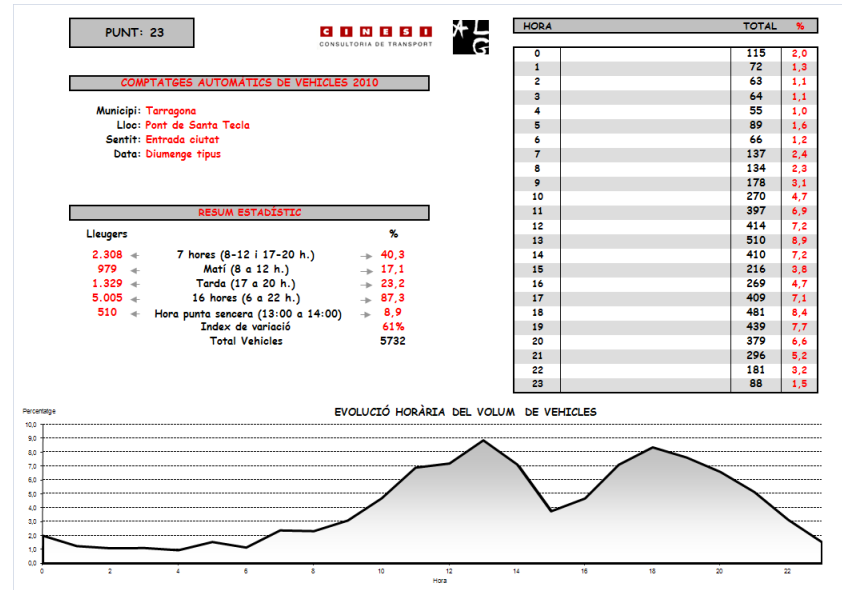 PUNT: 23
CINESI
CONSULTORIA DE TRANSPORT
ALG
COMPTATGES AUTOMÀTICS DE VEHICLES 2010
Municipi: Tarragona
Lloc: Pont de Santa Tecla
Sentit: Entrada ciutat
Data: Diumenge tipus
RESUM ESTADÍSTIC
Lleugers %
2.308 7 hores (8-12 i 17-20 h.) 40,3
979 Matí (8 a 12 h.) 17,1
1.329 Tarda (17 a 20 h.) 23,2
5.005 16 hores (6 a 22 h.) 87,3
510 Hora punta sencera (13:00 a 14:00) 8,9
Index de variació 61%
Total Vehicles 5732
HORA TOTAL %
0 115 2,0
1 72 1,3
2 63 1,1
3 64 1,1
4 55 1,0
5 89 1,6
6 66 1,2
7 137 2,4
8 134 2,3
9 178 3,1
10 270 4,7
11 397 6,9
12 414 7,2
13 510 8,9
14 410 7,2
15 216 3,8
16 269 4,7
17 409 7,1
18 481 8,4
19 439 7,7
20 379 6,6
21 296 5,2
22 181 3,2
23 88 1,5
EVOLUCIÓ HORÀRIA DEL VOLUM DE VEHICLES
Percentatge
10,0
9,0
8,0
7,0
6,0
5,0
4,0
3,0
2,0
1,0
0,0
0 2 4 6 8 10 12 14 16 18 20 22
Hora